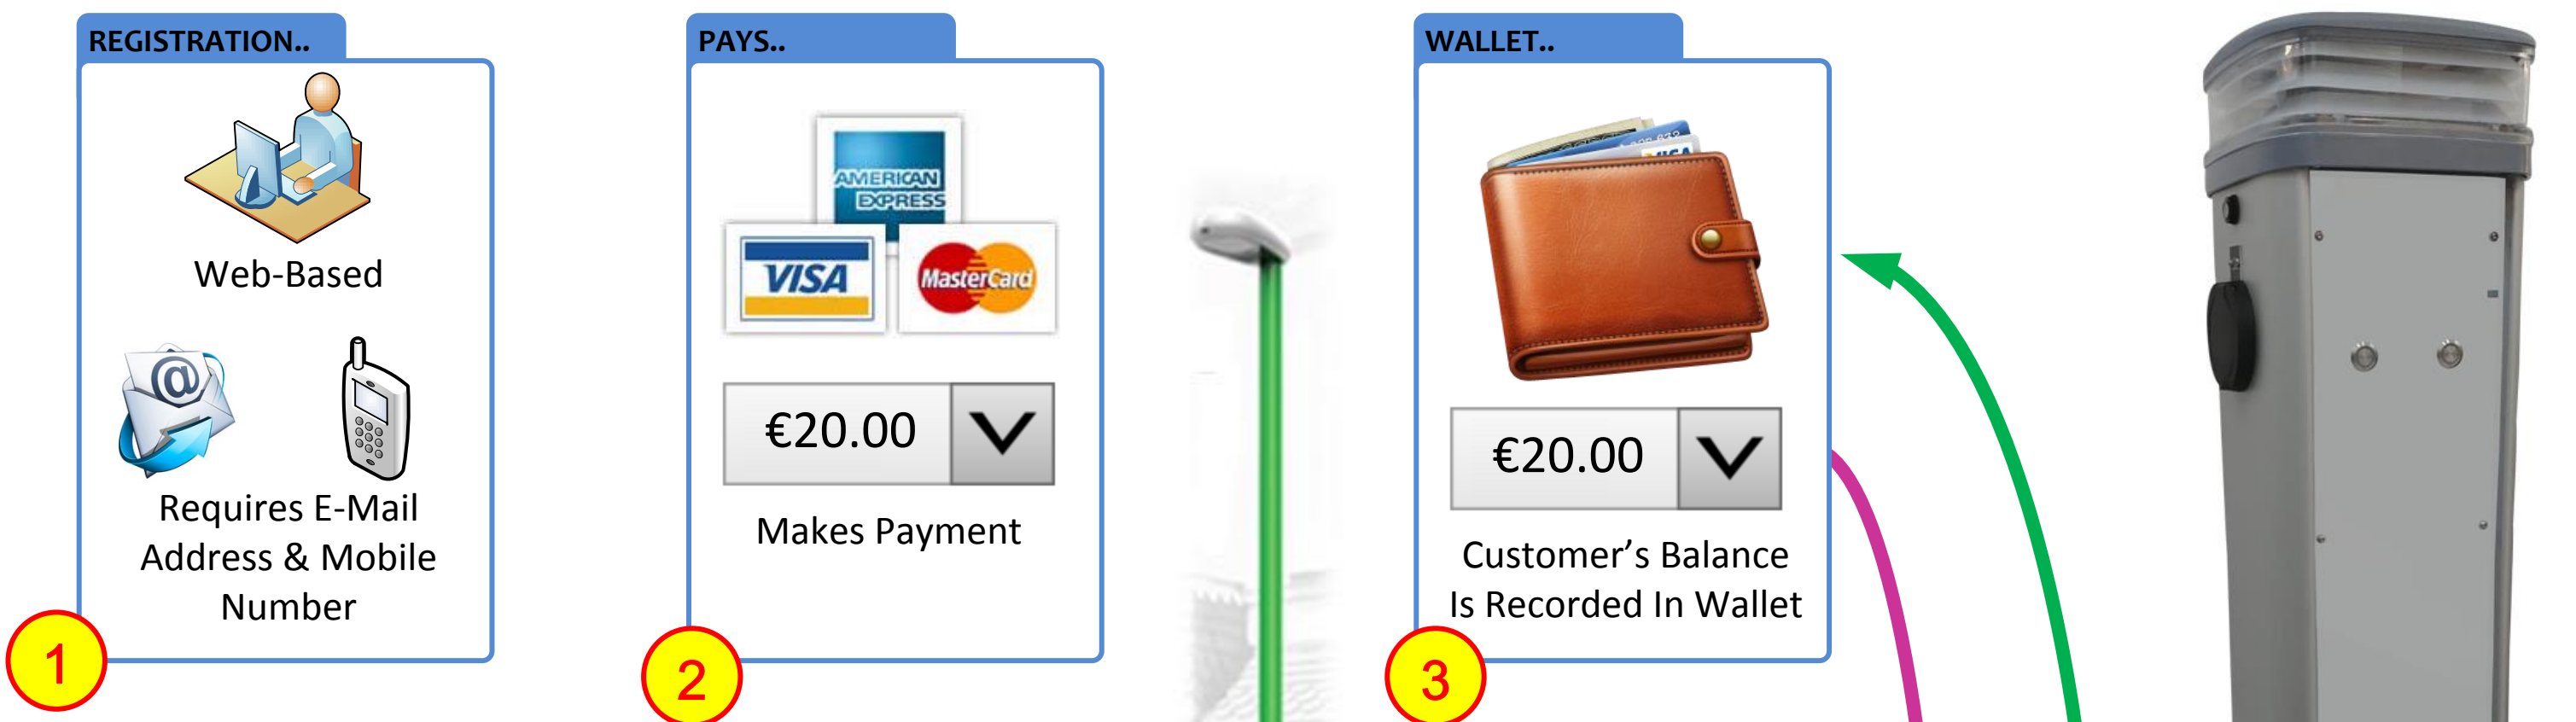 REGISTRATION..
Web-Based
@
Requires E-Mail
Address & Mobile
Number
1
PAYS..
AMERICAN
EXPRESS
VISA
MasterCard
€20.00
V
Makes Payment
2
WALLET..
VISA
€20.00
V
Customer's Balance
Is Recorded In Wallet
3